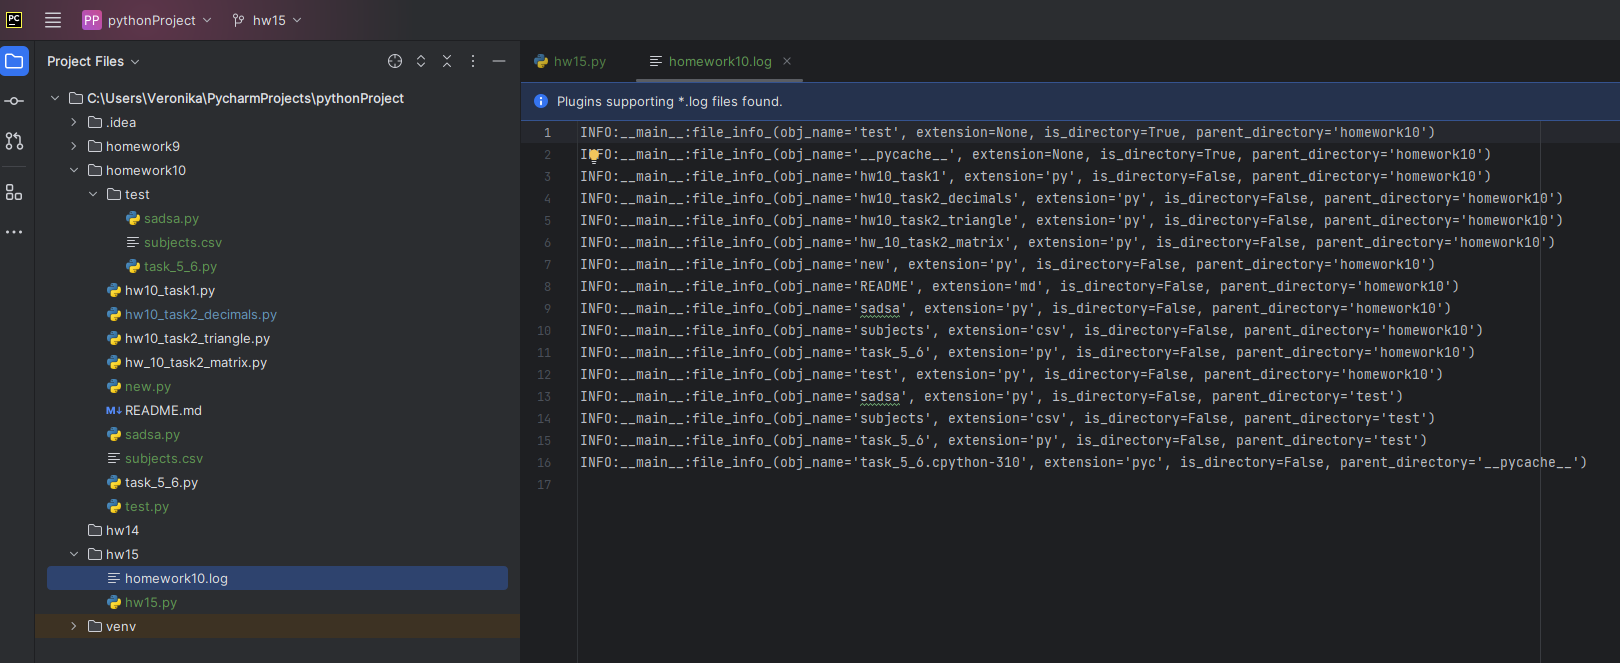 PC
PP pythonProject hw15
Project Files
C:\Users\Veronika\PycharmProjects\pythonProject
.idea
homework9
homework10
test
sadsa.py
subjects.csv
task_5_6.py
hw10_task1.py
hw10_task2_decimals.py
hw10_task2_triangle.py
hw_10_task2_matrix.py
new.py
M↓ README.md
sadsa.py
subjects.csv
task_5_6.py
test.py
hw14
hw15
homework10.log
hw15.py
venv
hw15.py homework10.log
Plugins supporting *.log files found.
1 INFO:__main__:file_info_(obj_name='test', extension=None, is_directory=True, parent_directory='homework10')
2 INFO:__main__:file_info_(obj_name='__pycache__', extension=None, is_directory=True, parent_directory='homework10')
3 INFO:__main__:file_info_(obj_name='hw10_task1', extension='py', is_directory=False, parent_directory='homework10')
4 INFO:__main__:file_info_(obj_name='hw10_task2_decimals', extension='py', is_directory=False, parent_directory='homework10')
5 INFO:__main__:file_info_(obj_name='hw10_task2_triangle', extension='py', is_directory=False, parent_directory='homework10')
6 INFO:__main__:file_info_(obj_name='hw_10_task2_matrix', extension='py', is_directory=False, parent_directory='homework10')
7 INFO:__main__:file_info_(obj_name='new', extension='py', is_directory=False, parent_directory='homework10')
8 INFO:__main__:file_info_(obj_name='README', extension='md', is_directory=False, parent_directory='homework10')
9 INFO:__main__:file_info_(obj_name='sadsa', extension='py', is_directory=False, parent_directory='homework10')
10 INFO:__main__:file_info_(obj_name='subjects', extension='csv', is_directory=False, parent_directory='homework10')
11 INFO:__main__:file_info_(obj_name='task_5_6', extension='py', is_directory=False, parent_directory='homework10')
12 INFO:__main__:file_info_(obj_name='test', extension='py', is_directory=False, parent_directory='homework10')
13 INFO:__main__:file_info_(obj_name='sadsa', extension='py', is_directory=False, parent_directory='test')
14 INFO:__main__:file_info_(obj_name='subjects', extension='csv', is_directory=False, parent_directory='test')
15 INFO:__main__:file_info_(obj_name='task_5_6', extension='py', is_directory=False, parent_directory='test')
16 INFO:__main__:file_info_(obj_name='task_5_6.cpython-310', extension='pyc', is_directory=False, parent_directory='__pycache__')
17